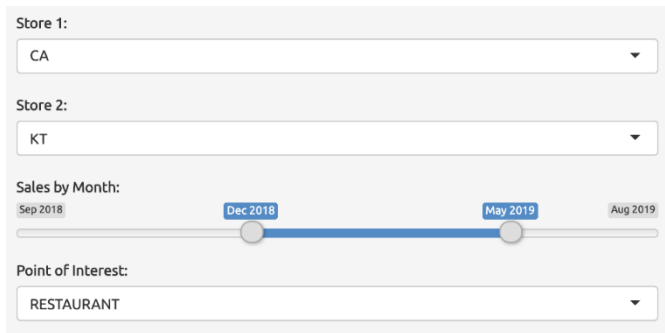 Store 1:
CA
Store 2:
KT
Sales by Month:
Sep 2018 Dec 2018 May 2019 Aug 2019
Point of Interest:
RESTAURANT